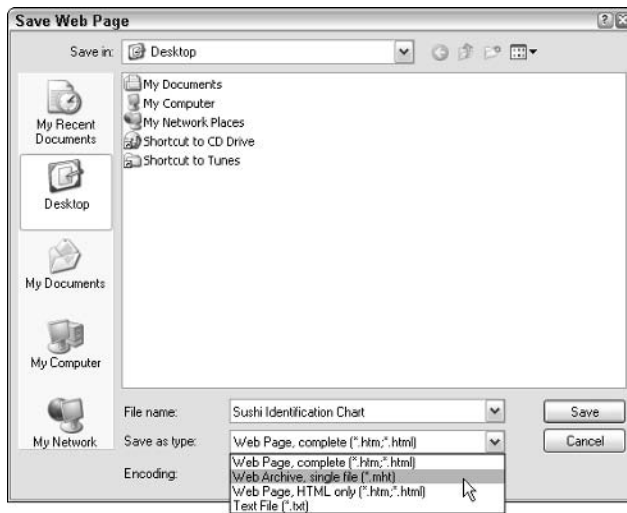 Save Web Page
Save in: Desktop
My Recent Documents
Desktop
My Documents
My Computer
My Network
My Documents
My Computer
My Network Places
Shortcut to CD Drive
Shortcut to Tunes
File name: Sushi Identification Chart Save
Save as type: Web Page, complete (*.htm;*.html) Cancel
Encoding:
Web Page, complete (*.htm;*.html)
Web Archive, single file (*.mht)
Web Page, HTML only (*.htm;*.html)
Text File (*.txt)